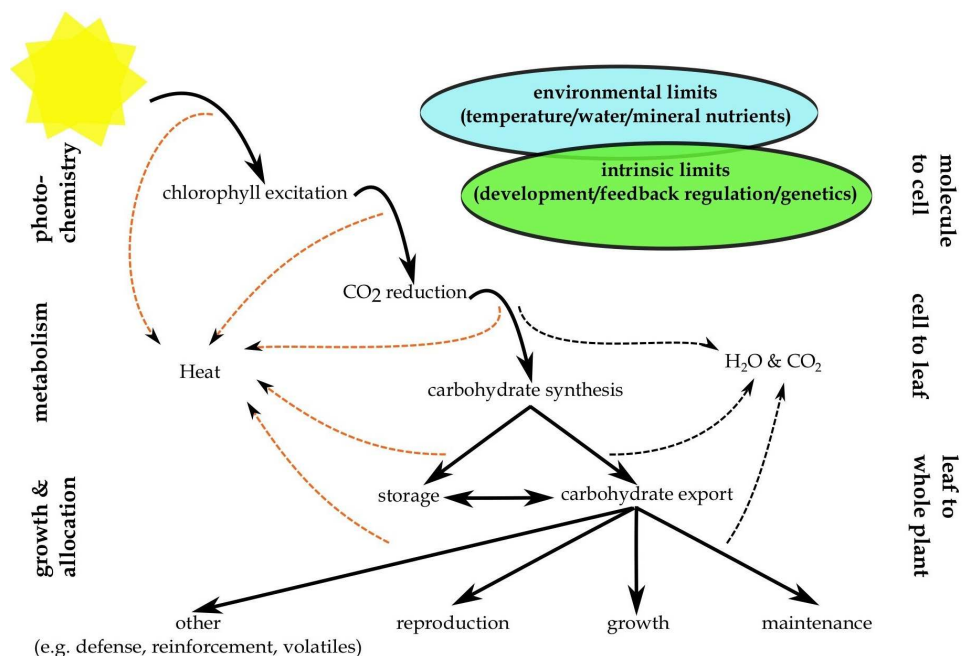 environmental limits
(temperature/water/mineral nutrients)
intrinsic limits
(development/feedback regulation/genetics)
photo-
chemistry
chlorophyll excitation
molecule
to cell
CO2 reduction
metabolism
Heat
H₂O & CO₂
cell to leaf
carbohydrate synthesis
growth &
allocation
storage
carbohydrate export
leaf to
whole plant
other
(e.g. defense, reinforcement, volatiles)
reproduction
growth
maintenance